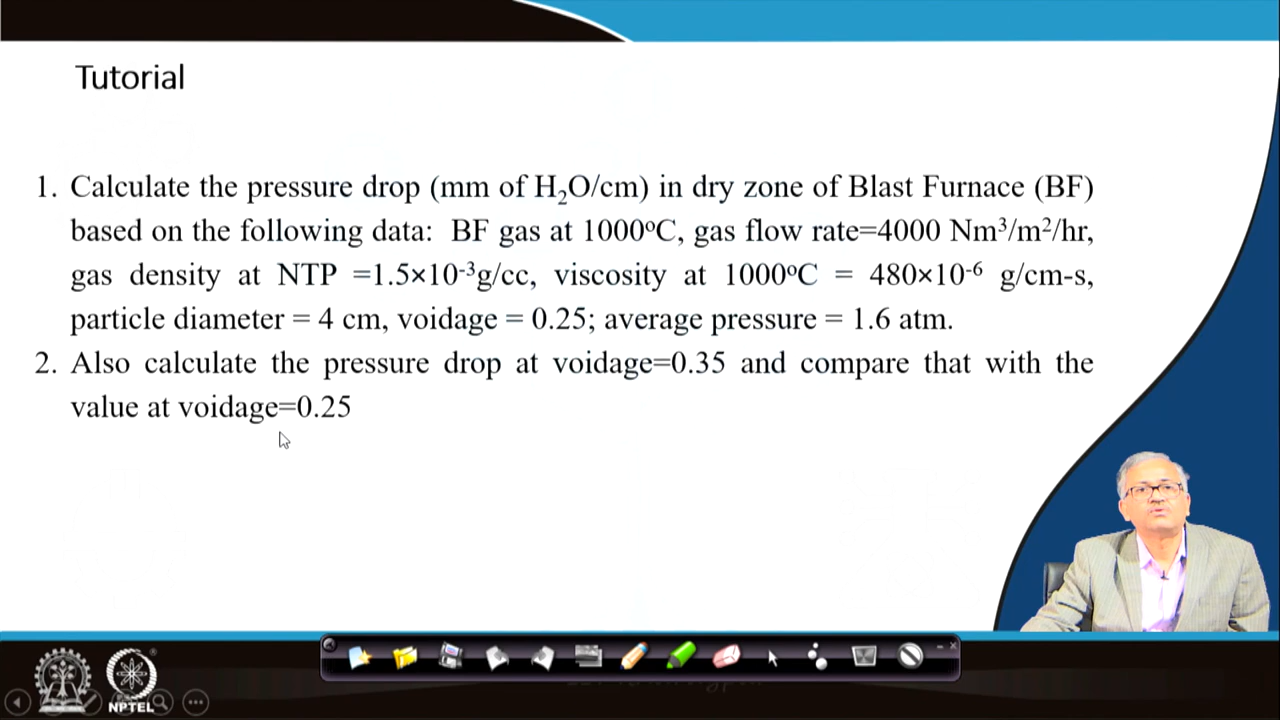 Tutorial
1. Calculate the pressure drop (mm of H₂O/cm) in dry zone of Blast Furnace (BF)
based on the following data: BF gas at 1000ᵒC, gas flow rate=4000 Nm³/m²/hr,
gas density at NTP =1.5×10⁻³g/cc, viscosity at 1000ᵒC = 480×10⁻⁶ g/cm-s,
particle diameter = 4 cm, voidage = 0.25; average pressure = 1.6 atm.
2. Also calculate the pressure drop at voidage=0.35 and compare that with the
value at voidage=0.25
NPTEL